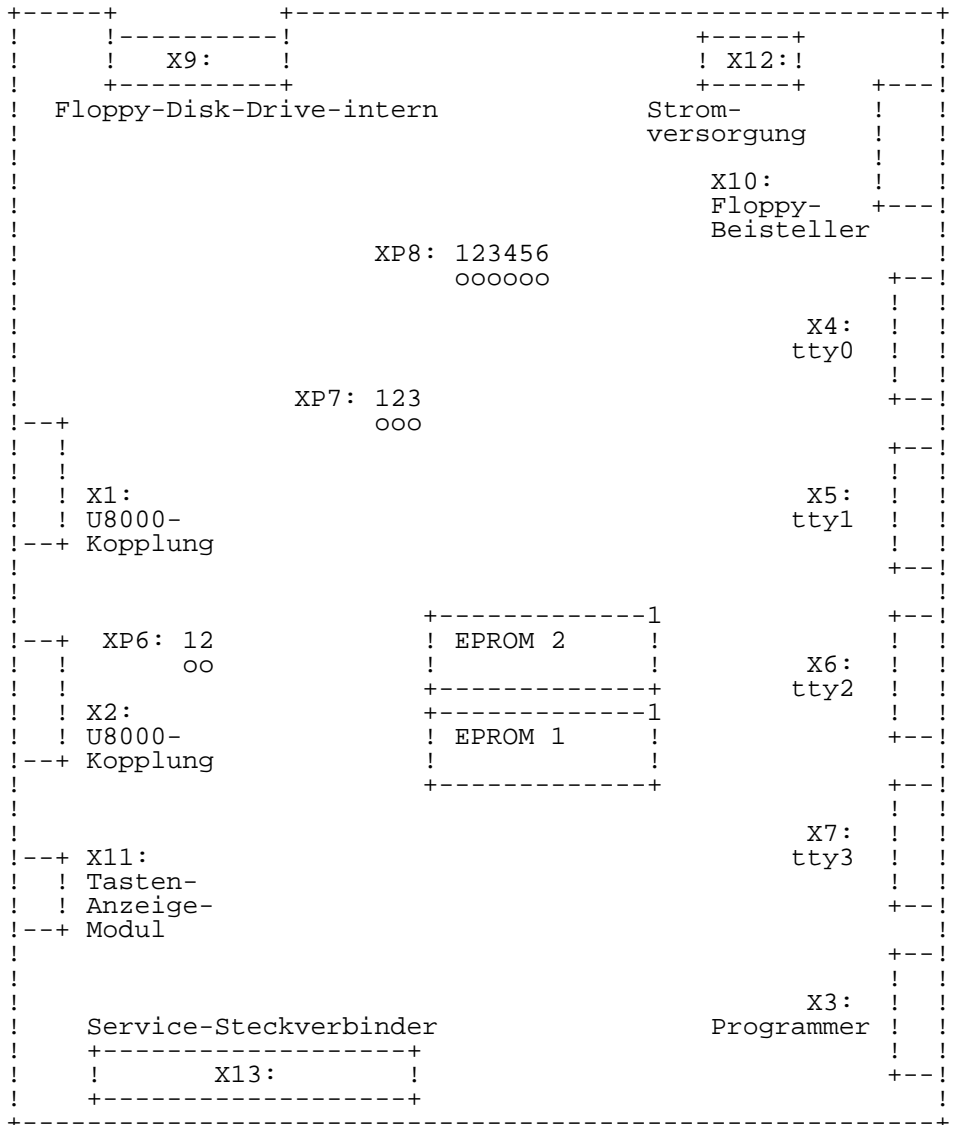 X9:
X12:
Floppy-Disk-Drive-intern
Strom-
versorgung
X10:
Floppy-
Beisteller
XP8: 123456
oooooo
X4:
tty0
XP7: 123
ooo
X1:
U8000-
Kopplung
X5:
tty1
1
XP6: 12
oo
EPROM 2
X6:
tty2
X2:
U8000-
Kopplung
1
EPROM 1
X7:
tty3
X11:
Tasten-
Anzeige-
Modul
X3:
Programmer
Service-Steckverbinder
X13: